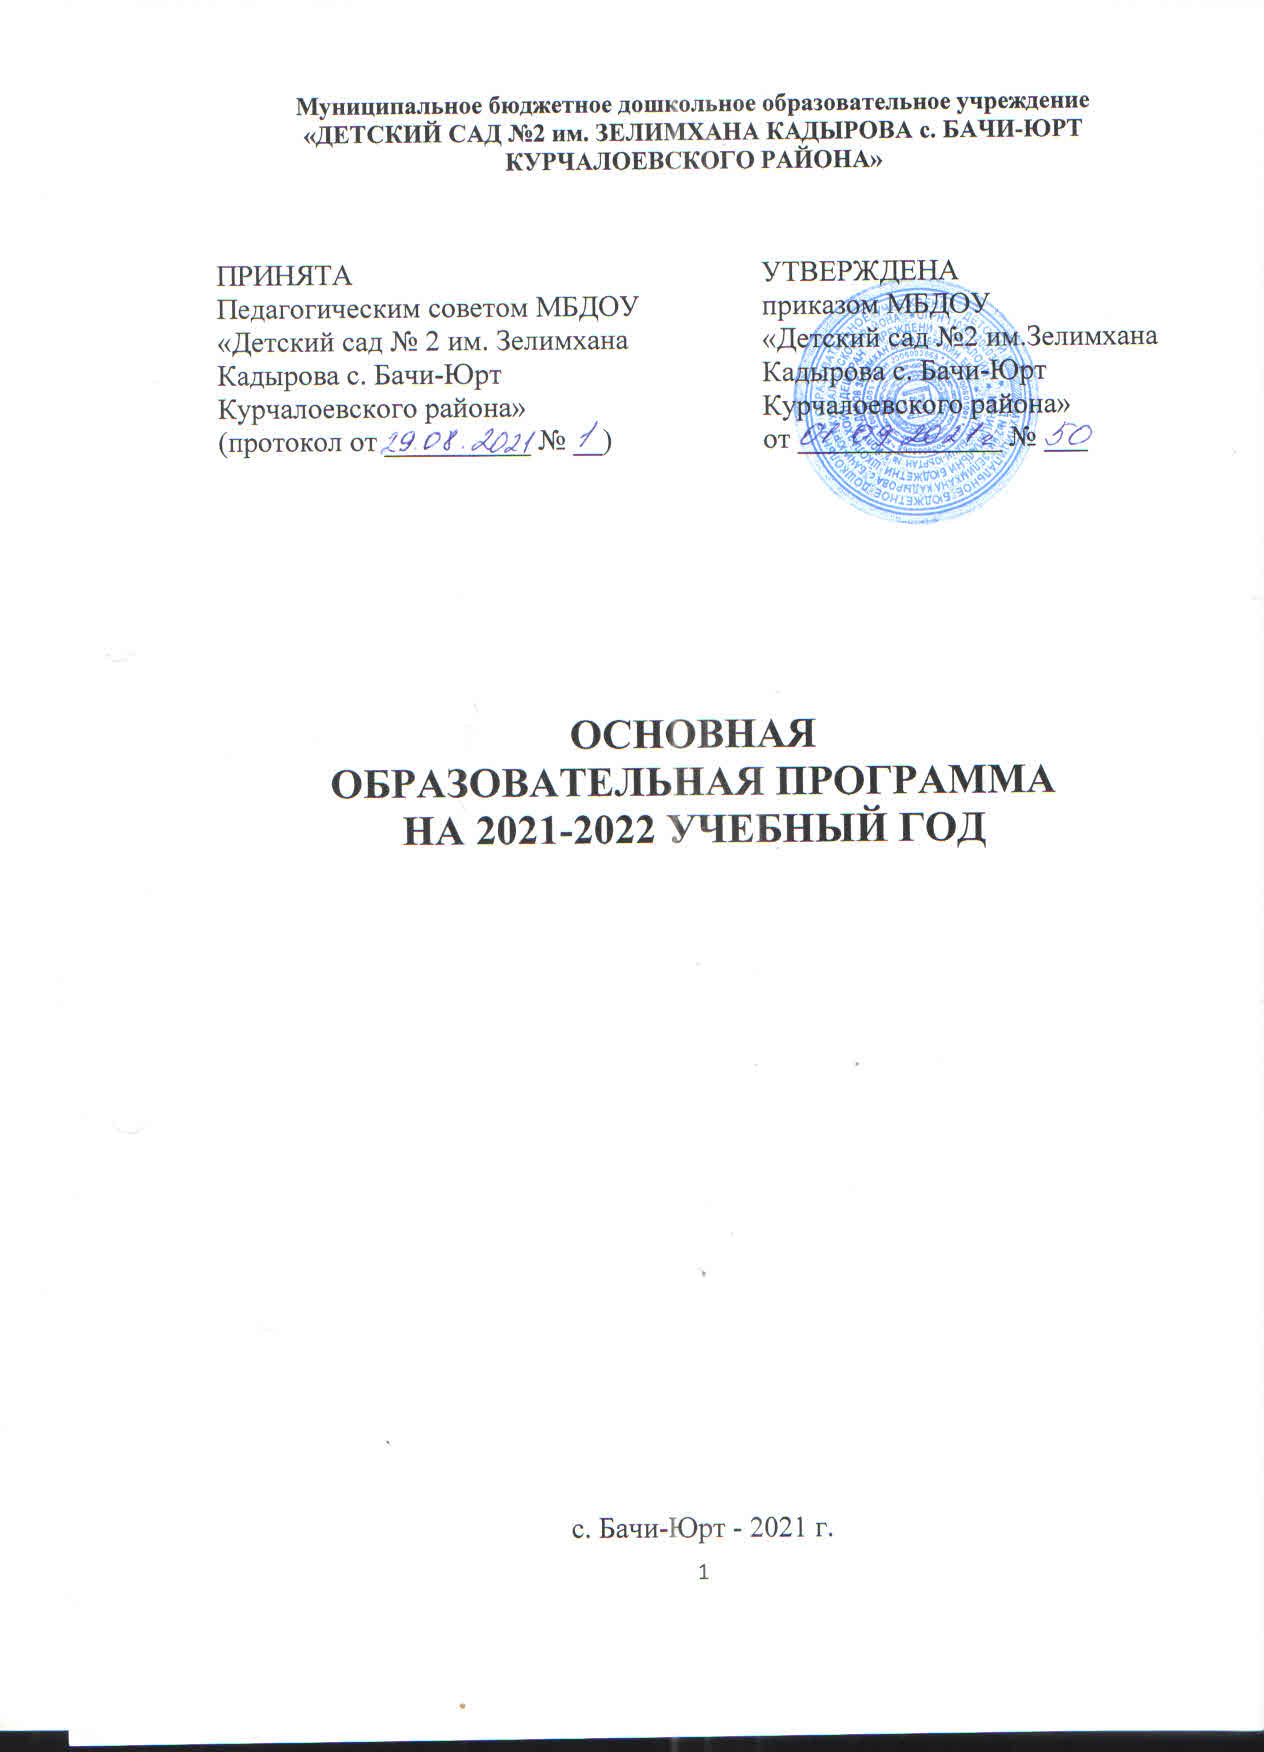 Муниципальное бюджетное дошкольное образовательное учреждение
«ДЕТСКИЙ САД №2 им. ЗЕЛИМХАНА КАДЫРОВА с. БАЧИ-ЮРТ
КУРЧАЛОЕВСКОГО РАЙОНА»
ПРИНЯТА
Педагогическим советом МБДОУ
«Детский сад № 2 им. Зелимхана
Кадырова с. Бачи-Юрт
Курчалоевского района»
(протокол от 29.08.2021 № 1)
УТВЕРЖДЕНА
приказом МБДОУ
«Детский сад №2 им.Зелимхана
Кадырова с. Бачи-Юрт
Курчалоевского района»
от 01.09.2021г № 50
ОСНОВНАЯ
ОБРАЗОВАТЕЛЬНАЯ ПРОГРАММА
НА 2021-2022 УЧЕБНЫЙ ГОД
с. Бачи-Юрт - 2021 г.
1